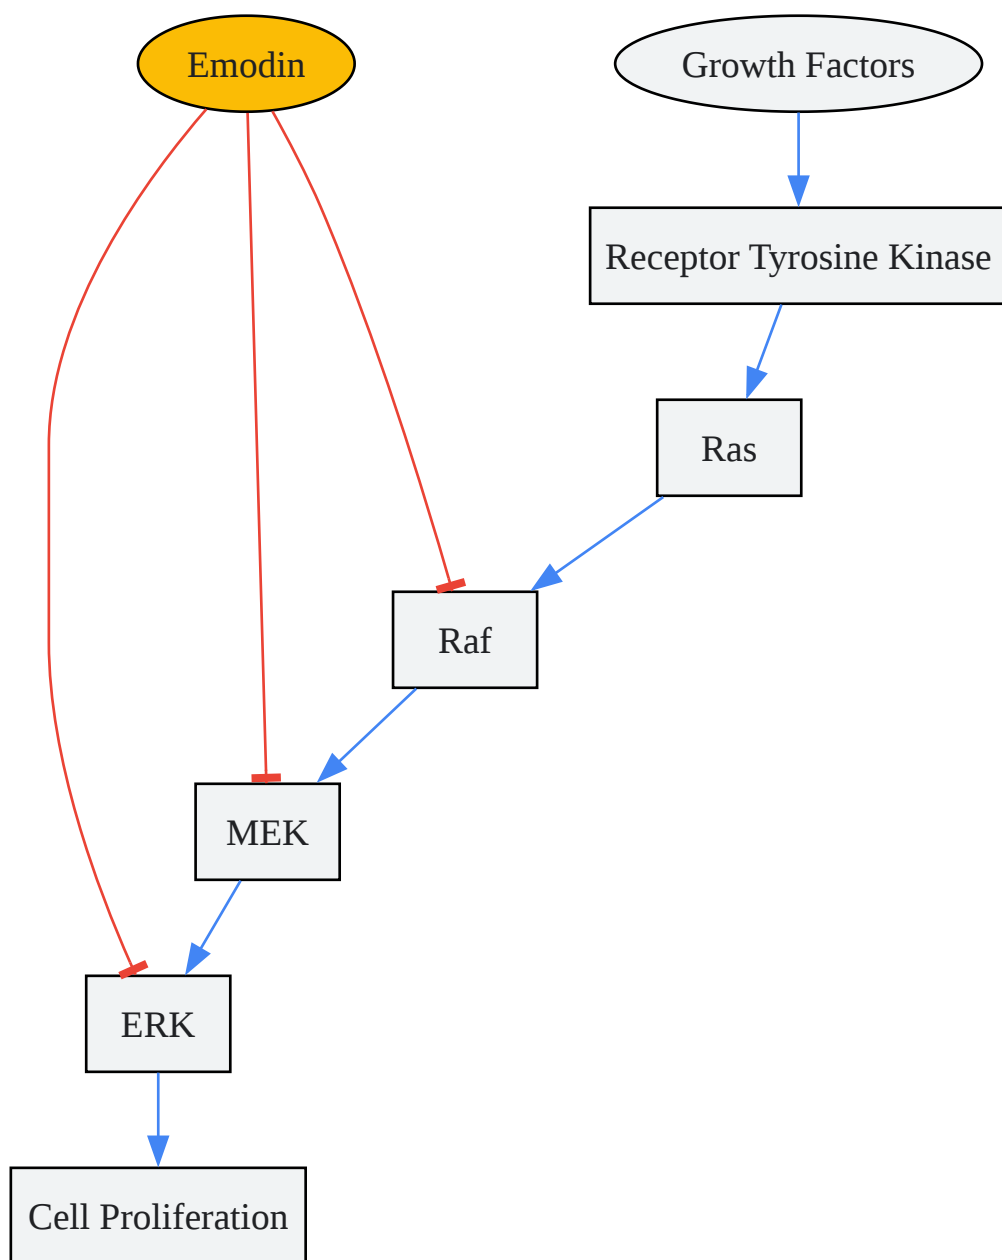 Emodin
Growth Factors
Receptor Tyrosine Kinase
Ras
Raf
MEK
ERK
Cell Proliferation